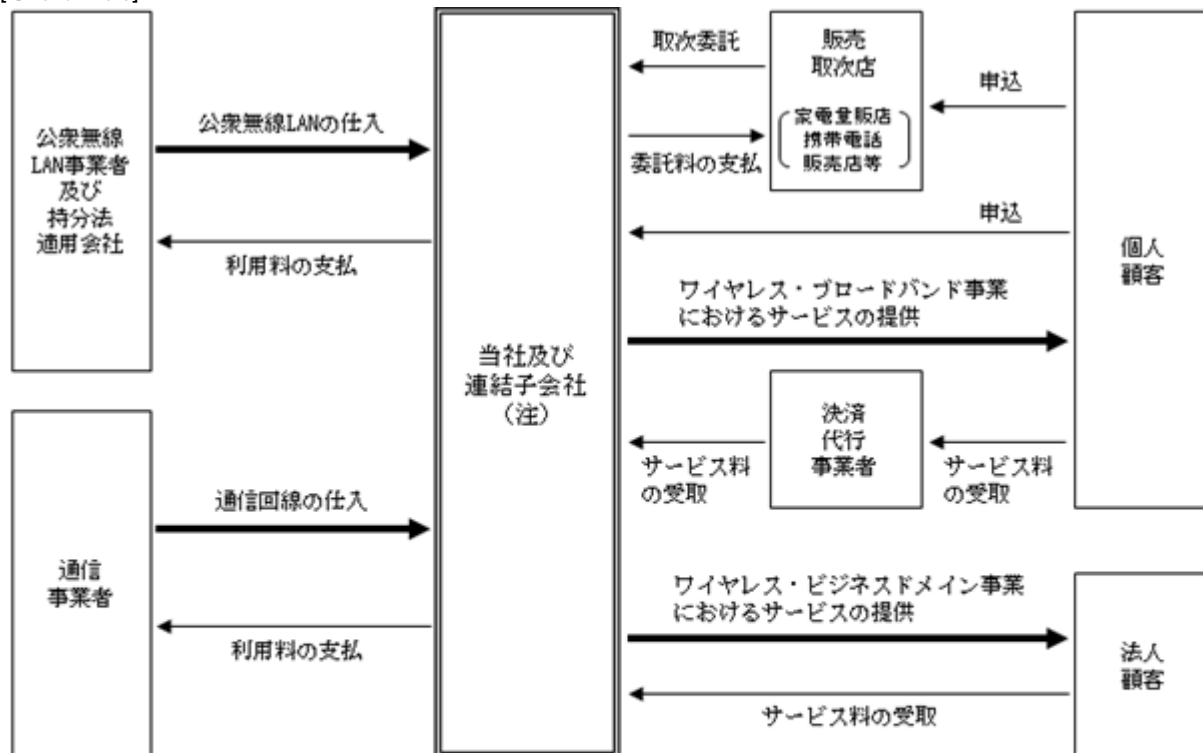 公衆無線
LAN事業者
及び
持分法
適用会社
公衆無線LANの仕入
利用料の支払
通信
事業者
通信回線の仕入
利用料の支払
当社及び
連結子会社
(注)
取次委託
委託料の支払
販売
取次店
家電量販店
携帯電話
販売店等
申込
申込
ワイヤレス・ブロードバンド事業
におけるサービスの提供
決済
代行
事業者
サービス料
の受取
サービス料
の受取
個人
顧客
ワイヤレス・ビジネスドメイン事業
におけるサービスの提供
サービス料の受取
法人
顧客